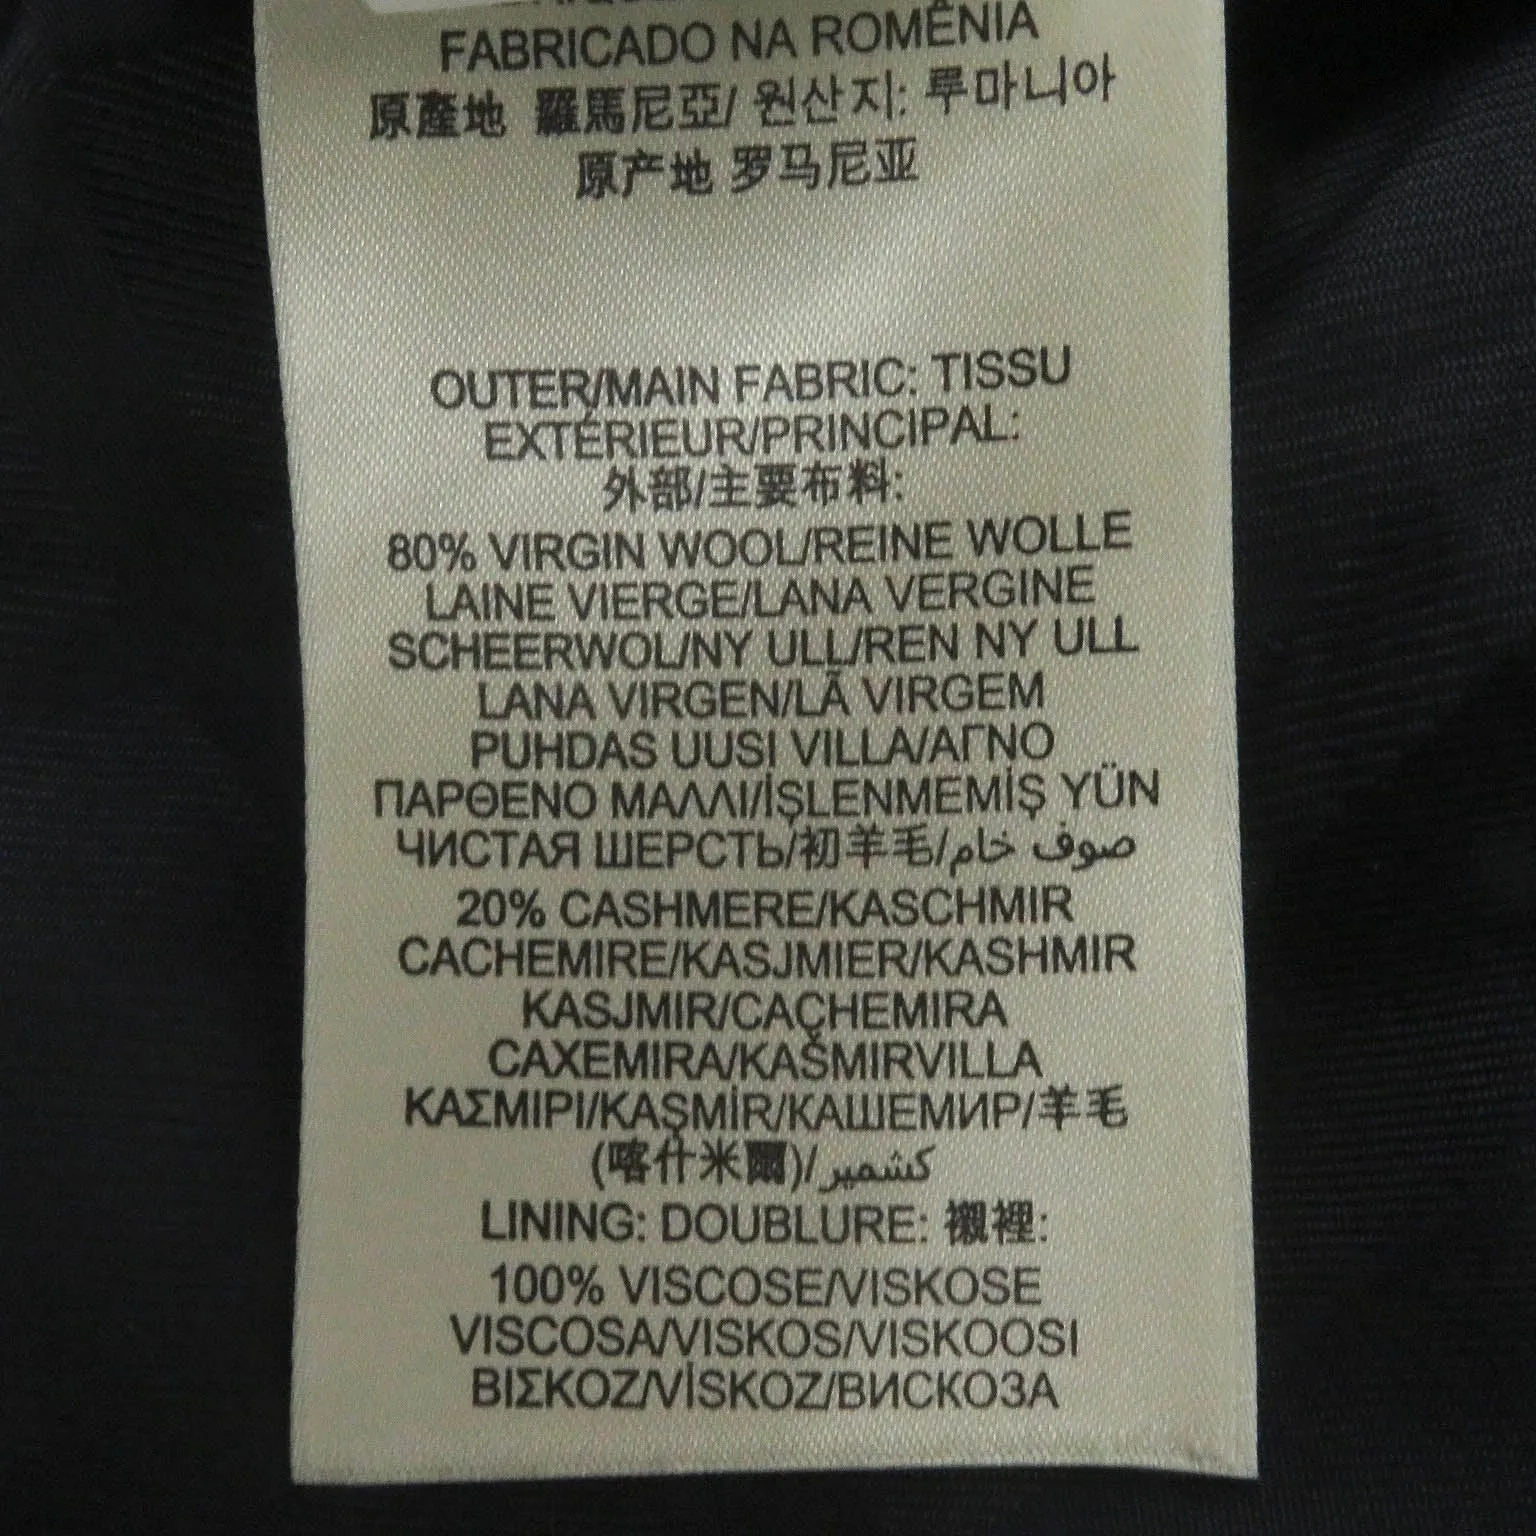 FABRICADO NA ROMÊNIA
原產地 羅馬尼亞/ 원산지: 루마니아
原产地 罗马尼亚
OUTER/MAIN FABRIC: TISSU
EXTÉRIEUR/PRINCIPAL:
外部/主要布料:
80% VIRGIN WOOL/REINE WOLLE
LAINE VIERGE/LANA VERGINE
SCHEERWOL/NY ULL/REN NY ULL
LANA VIRGEN/LÃ VIRGEM
PUHDAS UUSI VILLA/ΑΓΝΟ
ΠΑΡΘΕΝΟ ΜΑΛΛΙ/İŞLENMEMİŞ YÜN
ЧИСТАЯ ШЕРСТЬ/初羊毛/صوف خام
20% CASHMERE/KASCHMIR
CACHEMIRE/KASJMIER/KASHMIR
KASJMIR/CAÇHEMIRA
CAXEMIRA/KAŠMIRVILLA
ΚΑΣΜΙΡΙ/KAŞMİR/КАШЕМИР/羊毛
(喀什米爾)/كشمير
LINING: DOUBLURE: 襯裡:
100% VISCOSE/VISKOSE
VISCOSA/VISKOS/VISKOOSI
ΒΙΣΚΟΖ/VİSKOZ/ВИСКОЗА